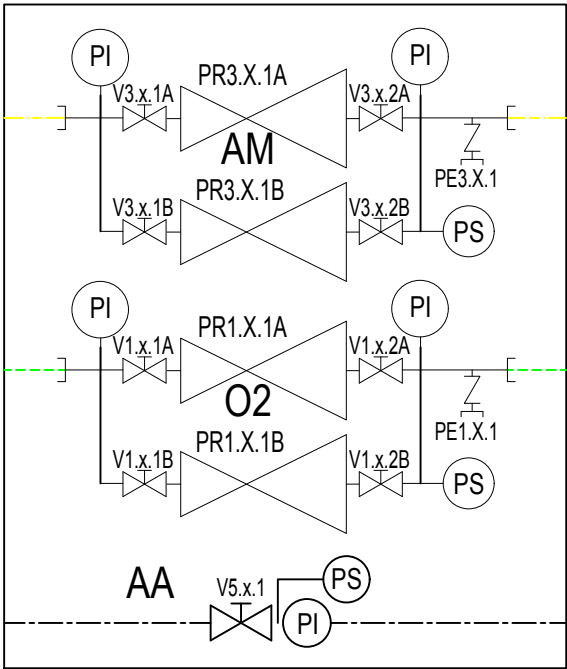 PI
PI
PR3.X.1A
V3.x.1A
V3.x.2A
AM
PE3.X.1
PR3.X.1B
V3.x.1B
V3.x.2B
PS
PI
PI
PR1.X.1A
V1.x.1A
V1.x.2A
O2
PE1.X.1
PR1.X.1B
V1.x.1B
V1.x.2B
PS
AA
V5.x.1
PS
PI